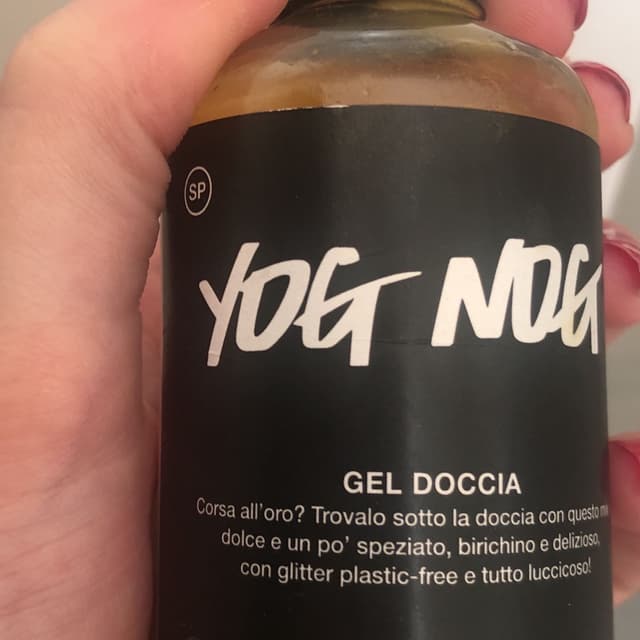 SP
YOG NOG
GEL DOCCIA
Corsa all'oro? Trovalo sotto la doccia con questo
dolce e un po' speziato, birichino e delizioso,
con glitter plastic-free e tutto luccicoso!